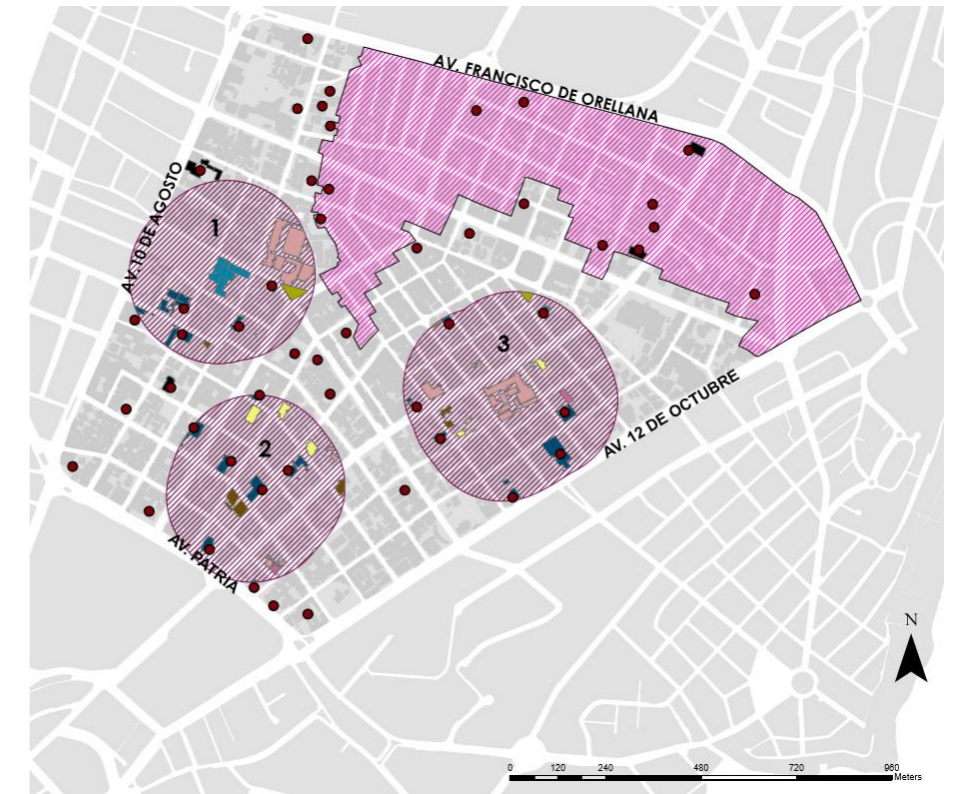 AV. FRANCISCO DE ORELLANA
AV. 10 DE AGOSTO
1
3
AV. 12 DE OCTUBRE
2
AV. PATRIA
N
0 120 240 480 720 960
Meters